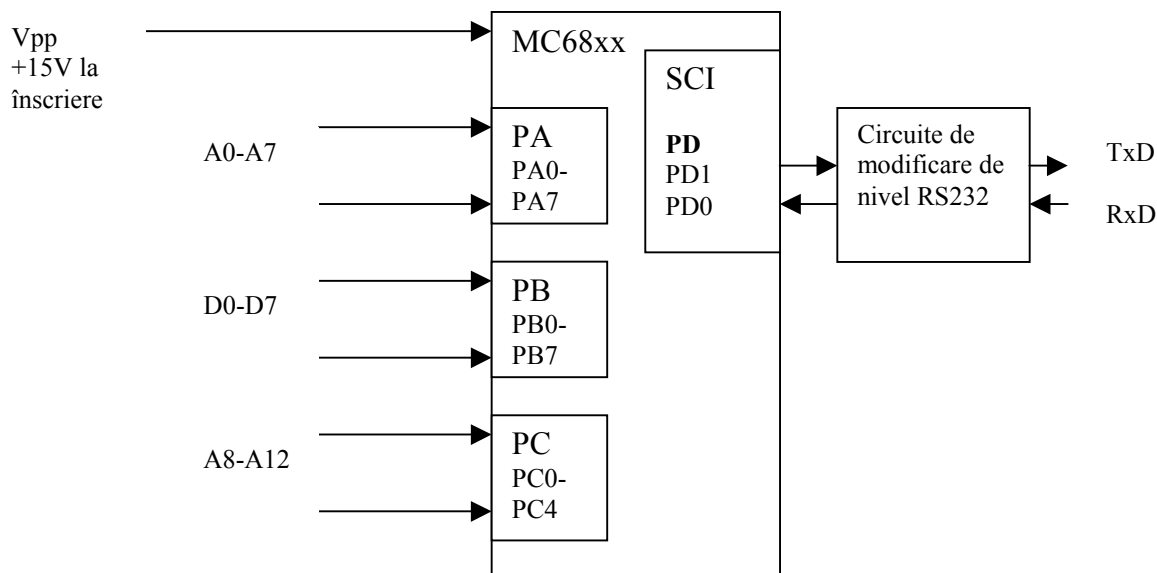 Vpp
+15V la
înscriere
A0-A7
D0-D7
A8-A12
MC68xx
PA
PA0-
PA7
PB
PB0-
PB7
PC
PC0-
PC4
SCI
PD
PD1
PD0
Circuite de
modificare de
nivel RS232
TxD
RxD